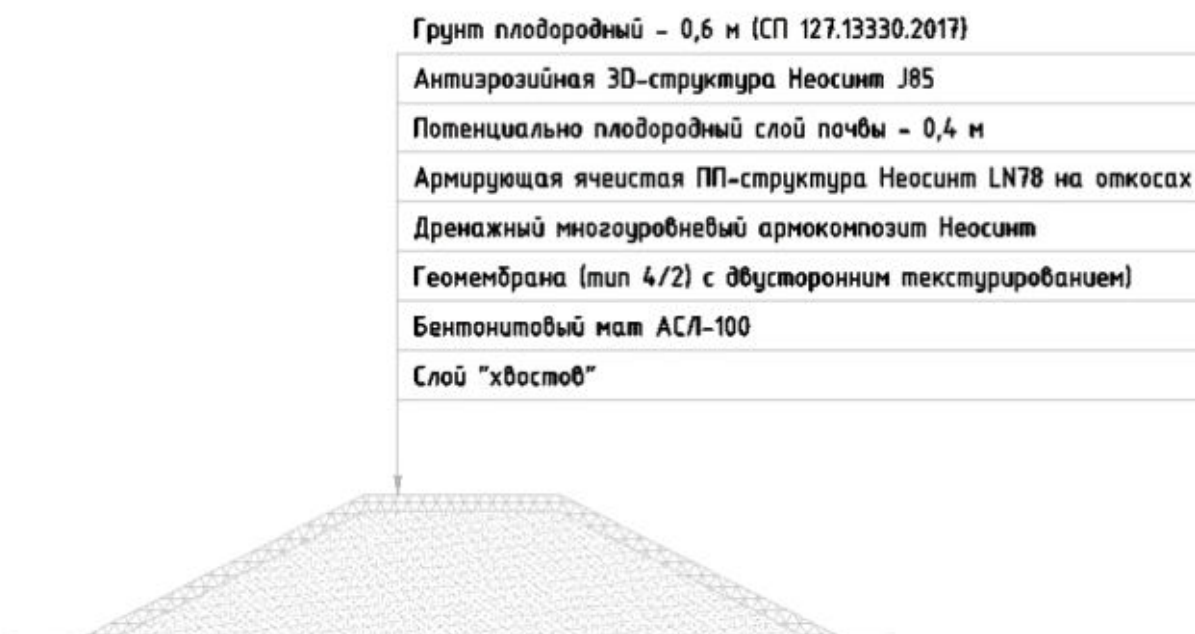 Грунт плодородный - 0,6 м (СП 127.13330.2017)
Антиэрозийная 3D-структура Неосинт J85
Потенциально плодородный слой почвы - 0,4 м
Армирующая ячеистая ПП-структура Неосинт LN78 на откосах
Дренажный многоуровневый армокомпозит Неосинт
Геомембрана (тип 4/2) с двусторонним текстурированием)
Бентонитовый мат АСЛ-100
Слой "хвостов"